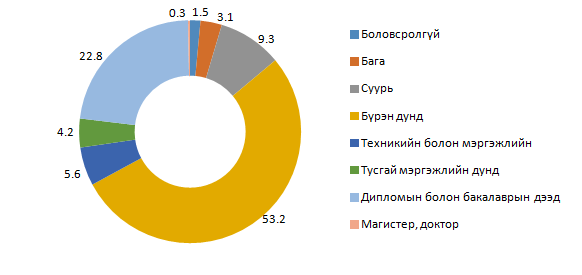 0.3
1.5
3.1
9.3
22.8
4.2
5.6
53.2
Боловсролгүй
Бага
Суурь
Бүрэн дунд
Техникийн болон мэргэжлийн
Тусгай мэргэжлийн дунд
Дипломын болон бакалаврын дээд
Магистер, доктор